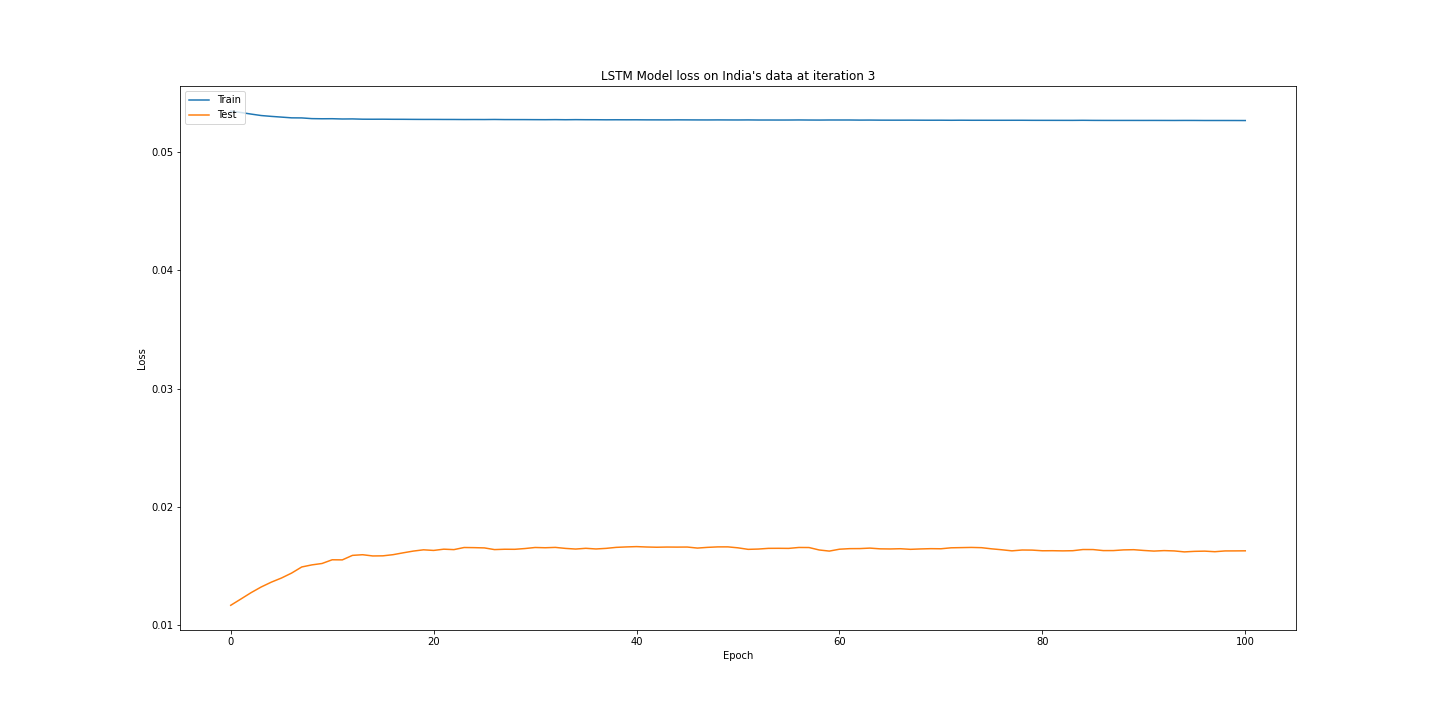 LSTM Model loss on India's data at iteration 3
Train
Test
0.05
0.04
0.03
0.02
0.01
Loss
0 20 40 60 80 100
Epoch